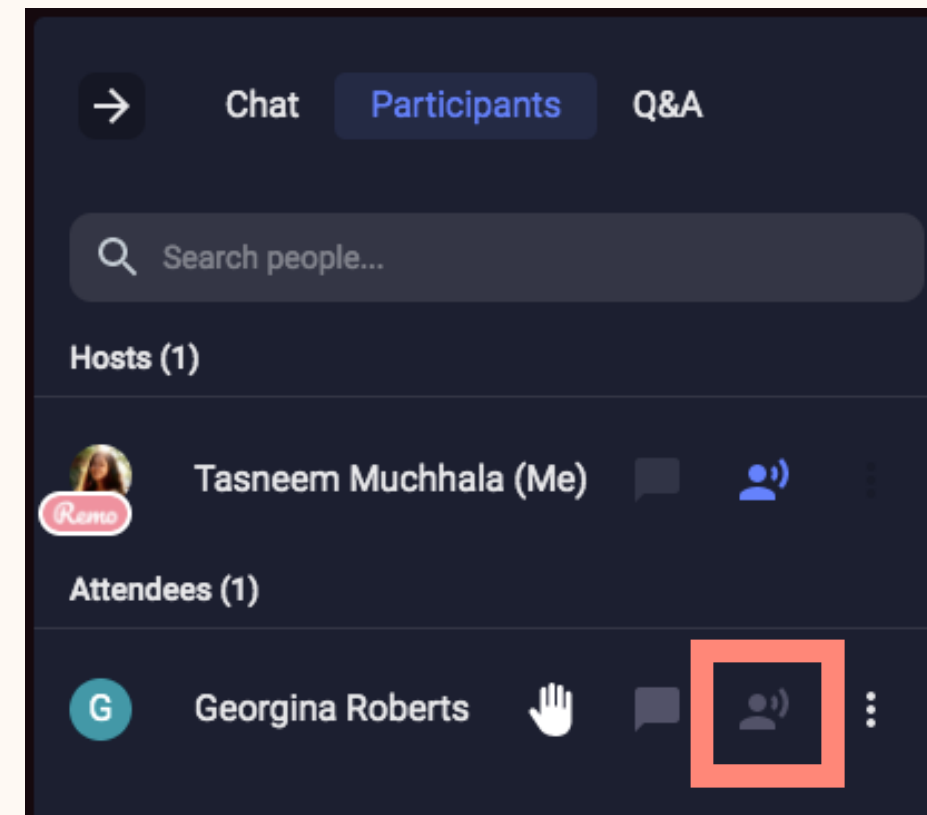 Chat Participants Q&A
Search people...
Hosts (1)
Tasneem Muchhala (Me)
Remo
Attendees (1)
G Georgina Roberts